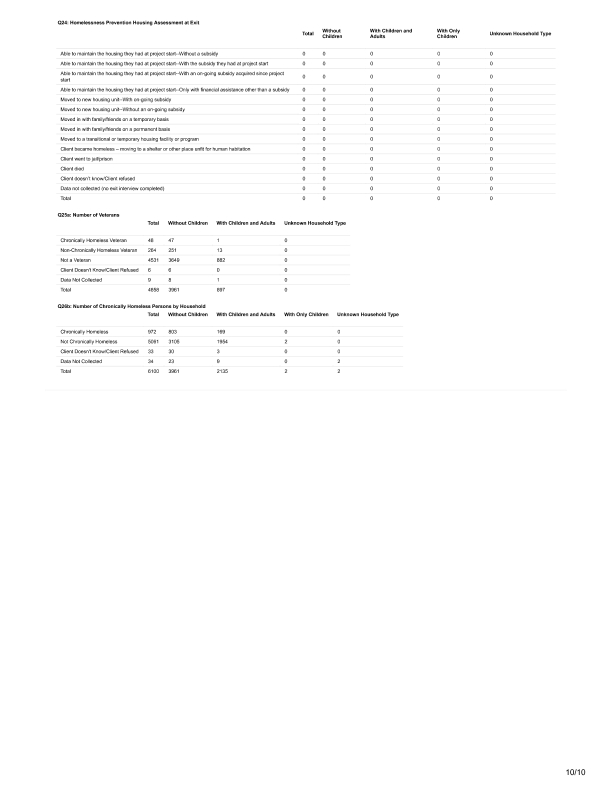 Q24: Homelessness Prevention Housing Assessment at Exit
Total Without Children With Children and Adults With Only Children Unknown Household Type
Able to maintain the housing they had at project start--Without a subsidy 0 0 0 0 0
Able to maintain the housing they had at project start--With the subsidy they had at project start 0 0 0 0 0
Able to maintain the housing they had at project start--With an on-going subsidy acquired since project start 0 0 0 0 0
Able to maintain the housing they had at project start--Only with financial assistance other than a subsidy 0 0 0 0 0
Moved to new housing unit--With on-going subsidy 0 0 0 0 0
Moved to new housing unit--Without an on-going subsidy 0 0 0 0 0
Moved in with family/friends on a temporary basis 0 0 0 0 0
Moved in with family/friends on a permanent basis 0 0 0 0 0
Moved to a transitional or temporary housing facility or program 0 0 0 0 0
Client became homeless – moving to a shelter or other place unfit for human habitation 0 0 0 0 0
Client went to jail/prison 0 0 0 0 0
Client died 0 0 0 0 0
Client doesn't know/Client refused 0 0 0 0 0
Data not collected (no exit interview completed) 0 0 0 0 0
Total 0 0 0 0 0
Q25a: Number of Veterans
Total Without Children With Children and Adults Unknown Household Type
Chronically Homeless Veteran 48 47 1 0
Non-Chronically Homeless Veteran 264 251 13 0
Not a Veteran 4531 3649 882 0
Client Doesn't Know/Client Refused 6 6 0 0
Data Not Collected 9 8 1 0
Total 4858 3961 897 0
Q26b: Number of Chronically Homeless Persons by Household
Total Without Children With Children and Adults With Only Children Unknown Household Type
Chronically Homeless 972 803 169 0 0
Not Chronically Homeless 5061 3105 1954 2 0
Client Doesn't Know/Client Refused 33 30 3 0 0
Data Not Collected 34 23 9 0 2
Total 6100 3961 2135 2 2
10/10